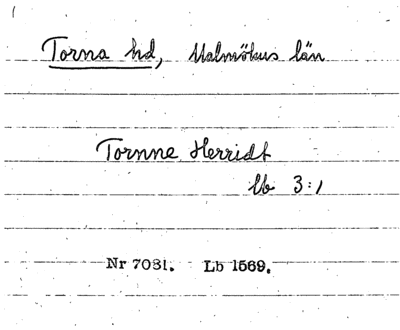 Torna hd, Malmöhus län
Tornne Herridt
lb 3:1
Nr 7031. Lb 1569.